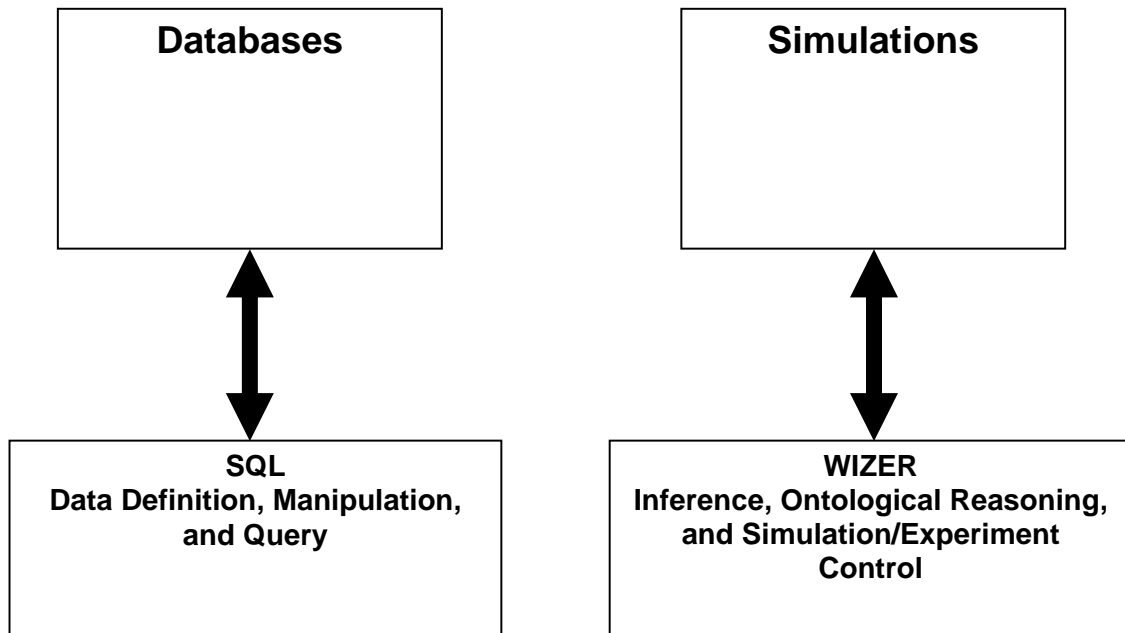 Databases
Simulations
SQL
Data Definition, Manipulation,
and Query
WIZER
Inference, Ontological Reasoning,
and Simulation/Experiment
Control